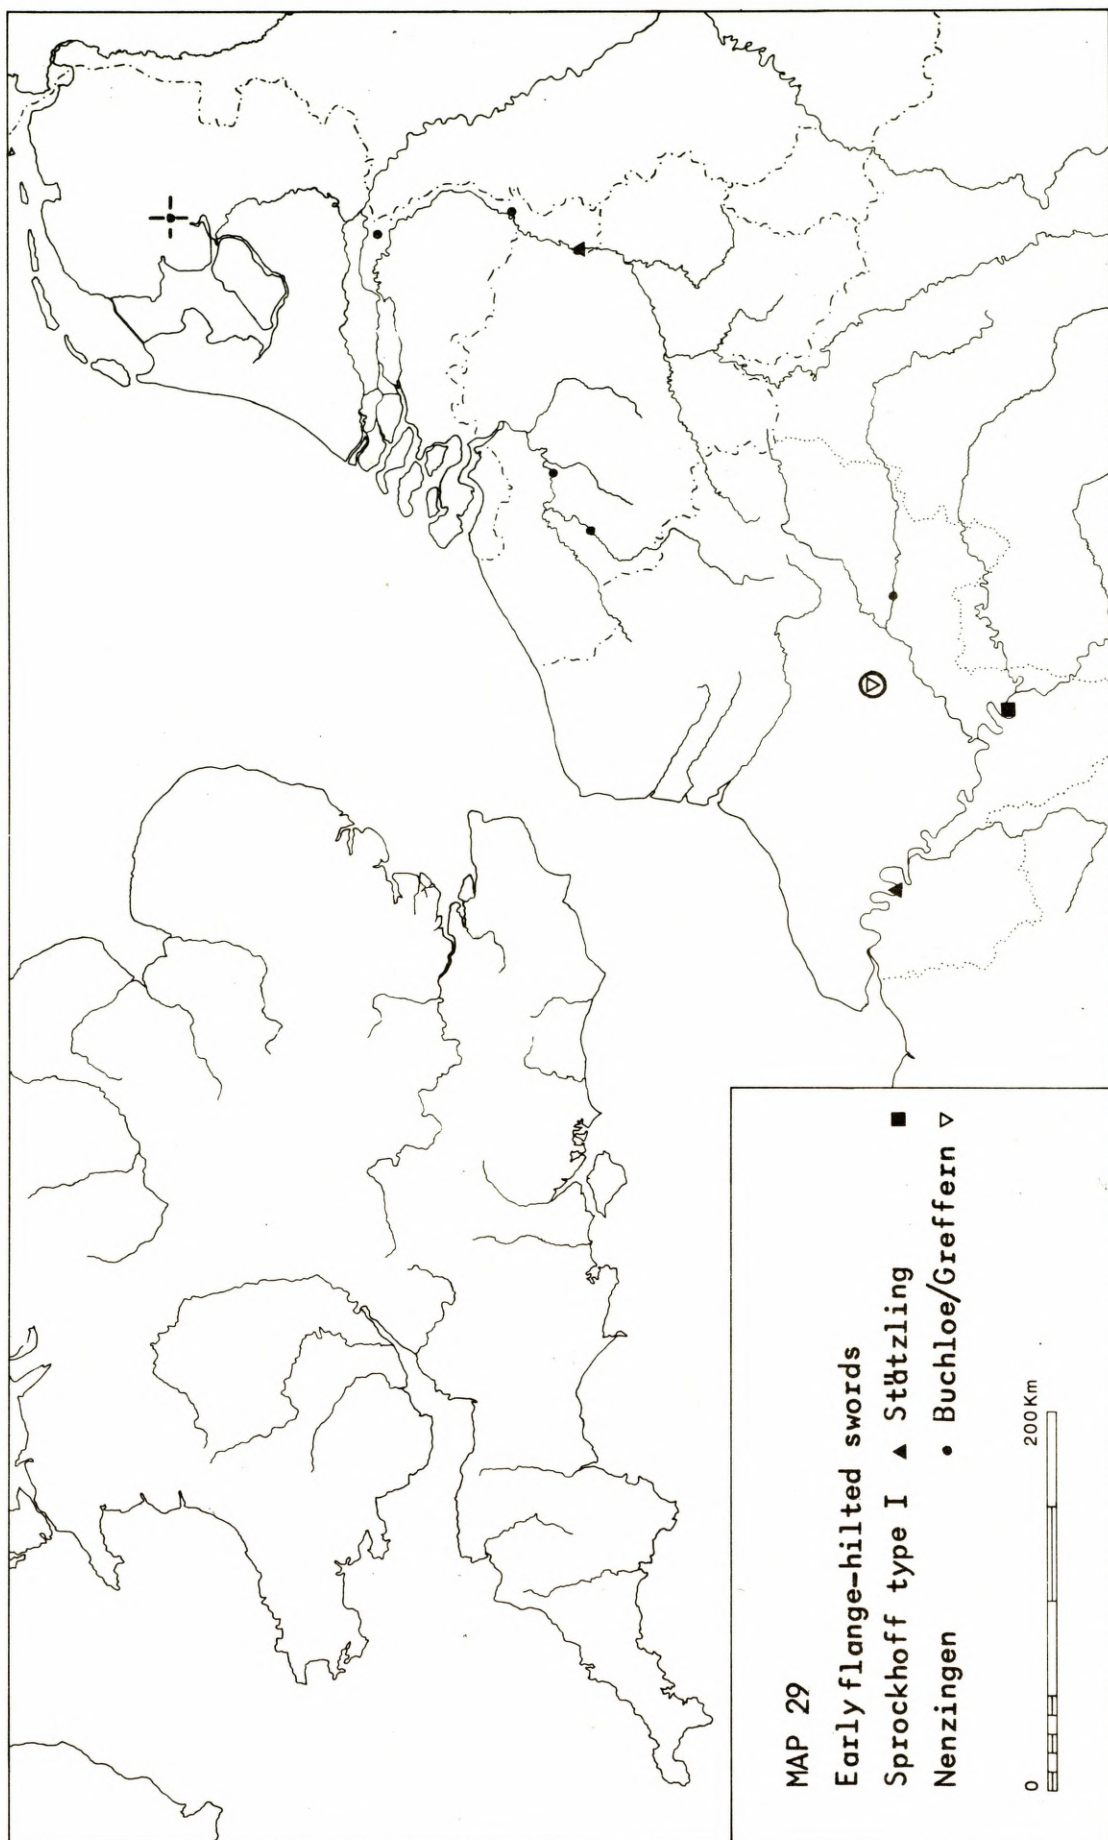 MAP 29
Early flange-hilted swords
Sprockhoff type I ▲ Stätzling ■
Nenzingen • Buchloe/Greffern ▽
0 200Km